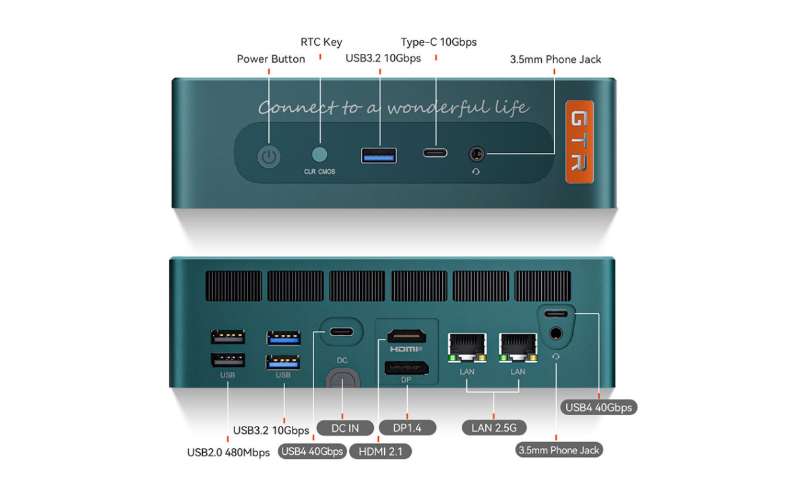 RTC Key
Type-C 10Gbps
Power Button
USB3.2 10Gbps
3.5mm Phone Jack
Connect to a wonderful life
GTR
CLR CMOS
DC
HDMI
USB
USB
DP
LAN
LAN
USB4 40Gbps
USB3.2 10Gbps
DC IN
DP1.4
LAN 2.5G
USB2.0 480Mbps
USB4 40Gbps
HDMI 2.1
3.5mm Phone Jack